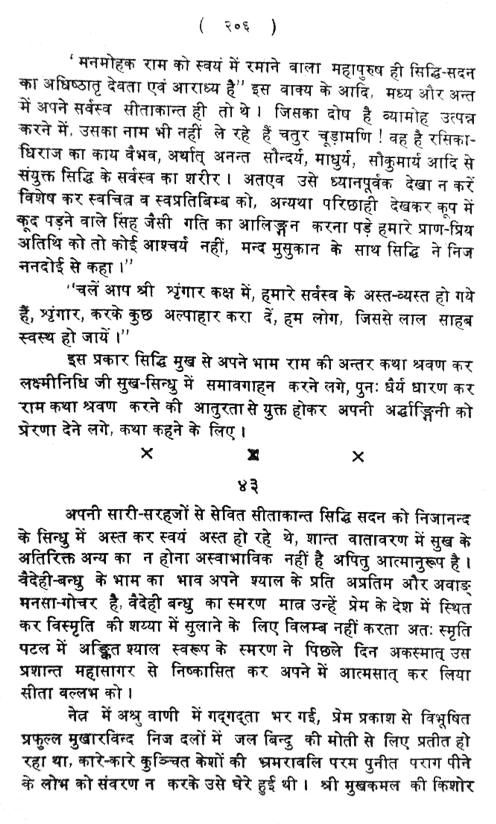 ( २०६ )
' मनमोहक राम को स्वयं में रमाने वाला महापुरुष ही सिद्धि-सदन
का अधिष्ठातृ देवता एवं आराध्य है" इस वाक्य के आदि, मध्य और अन्त
में अपने सर्वस्व सीताकान्त ही तो थे । जिसका दोष है व्यामोह उत्पन्न
करने में, उसका नाम भी नहीं ले रहे हैं चतुर चूड़ामणि ! वह है रसिका-
धिराज का काय वैभव, अर्थात् अनन्त सौन्दर्य, माधुर्य, सौकुमार्य आदि से
संयुक्त सिद्धि के सर्वस्व का शरीर । अतएव उसे ध्यानपूर्वक देखा न करें
विशेष कर स्वचित्र व स्वप्रतिबिम्ब को, अन्यथा परिछाही देखकर कूप में
कूद पड़ने वाले सिंह जैसी गति का आलिङ्गन करना पड़े हमारे प्राण-प्रिय
अतिथि को तो कोई आश्चर्य नहीं, मन्द मुसुकान के साथ सिद्धि ने निज
ननदोई से कहा ।"
"चलें आप श्री श्रृंगार कक्ष में, हमारे सर्वस्व के अस्त-व्यस्त हो गये
हैं, श्रृंगार, करके कुछ अल्पाहार करा दें, हम लोग, जिससे लाल साहब
स्वस्थ हो जायें ।"
इस प्रकार सिद्धि मुख से अपने भाम राम की अन्तर कथा श्रवण कर
लक्ष्मीनिधि जी सुख-सिन्धु में समावगाहन करने लगे, पुनः धैर्य धारण कर
राम कथा श्रवण करने की आतुरता से युक्त होकर अपनी अर्द्धाङ्गिनी को
प्रेरणा देने लगे, कथा कहने के लिए ।
× × ×
४३
अपनी सारी-सरहजों से सेवित सीताकान्त सिद्धि सदन को निजानन्द
के सिन्धु में अस्त कर स्वयं अस्त हो रहे थे, शान्त वातावरण में सुख के
अतिरिक्त अन्य का न होना अस्वाभाविक नहीं है अपितु आत्मानुरूप है ।
वैदेही-बन्धु के भाम का भाव अपने श्याल के प्रति अप्रतिम और अवाङ्
मनसा-गोचर है, वैदेही बन्धु का स्मरण मात्र उन्हें प्रेम के देश में स्थित
कर विस्मृति की शय्या में सुलाने के लिए विलम्ब नहीं करता अतः स्मृति
पटल में अङ्कित श्याल स्वरूप के स्मरण ने पिछले दिन अकस्मात् उस
प्रशान्त महासागर से निष्कासित कर अपने में आत्मसात् कर लिया
सीता बल्लभ को ।
नेत्र में अश्रु वाणी में गद्गद्ता भर गई, प्रेम प्रकाश से विभूषित
प्रफुल्ल मुखारविन्द निज दलों में जल बिन्दु की मोती से लिए प्रतीत हो
रहा था, कारे-कारे कुञ्चित केशों की भ्रमरावलि परम पुनीत पराग पीने
के लोभ को संवरण न करके उसे घेरे हुई थी । श्री मुखकमल की किशोर